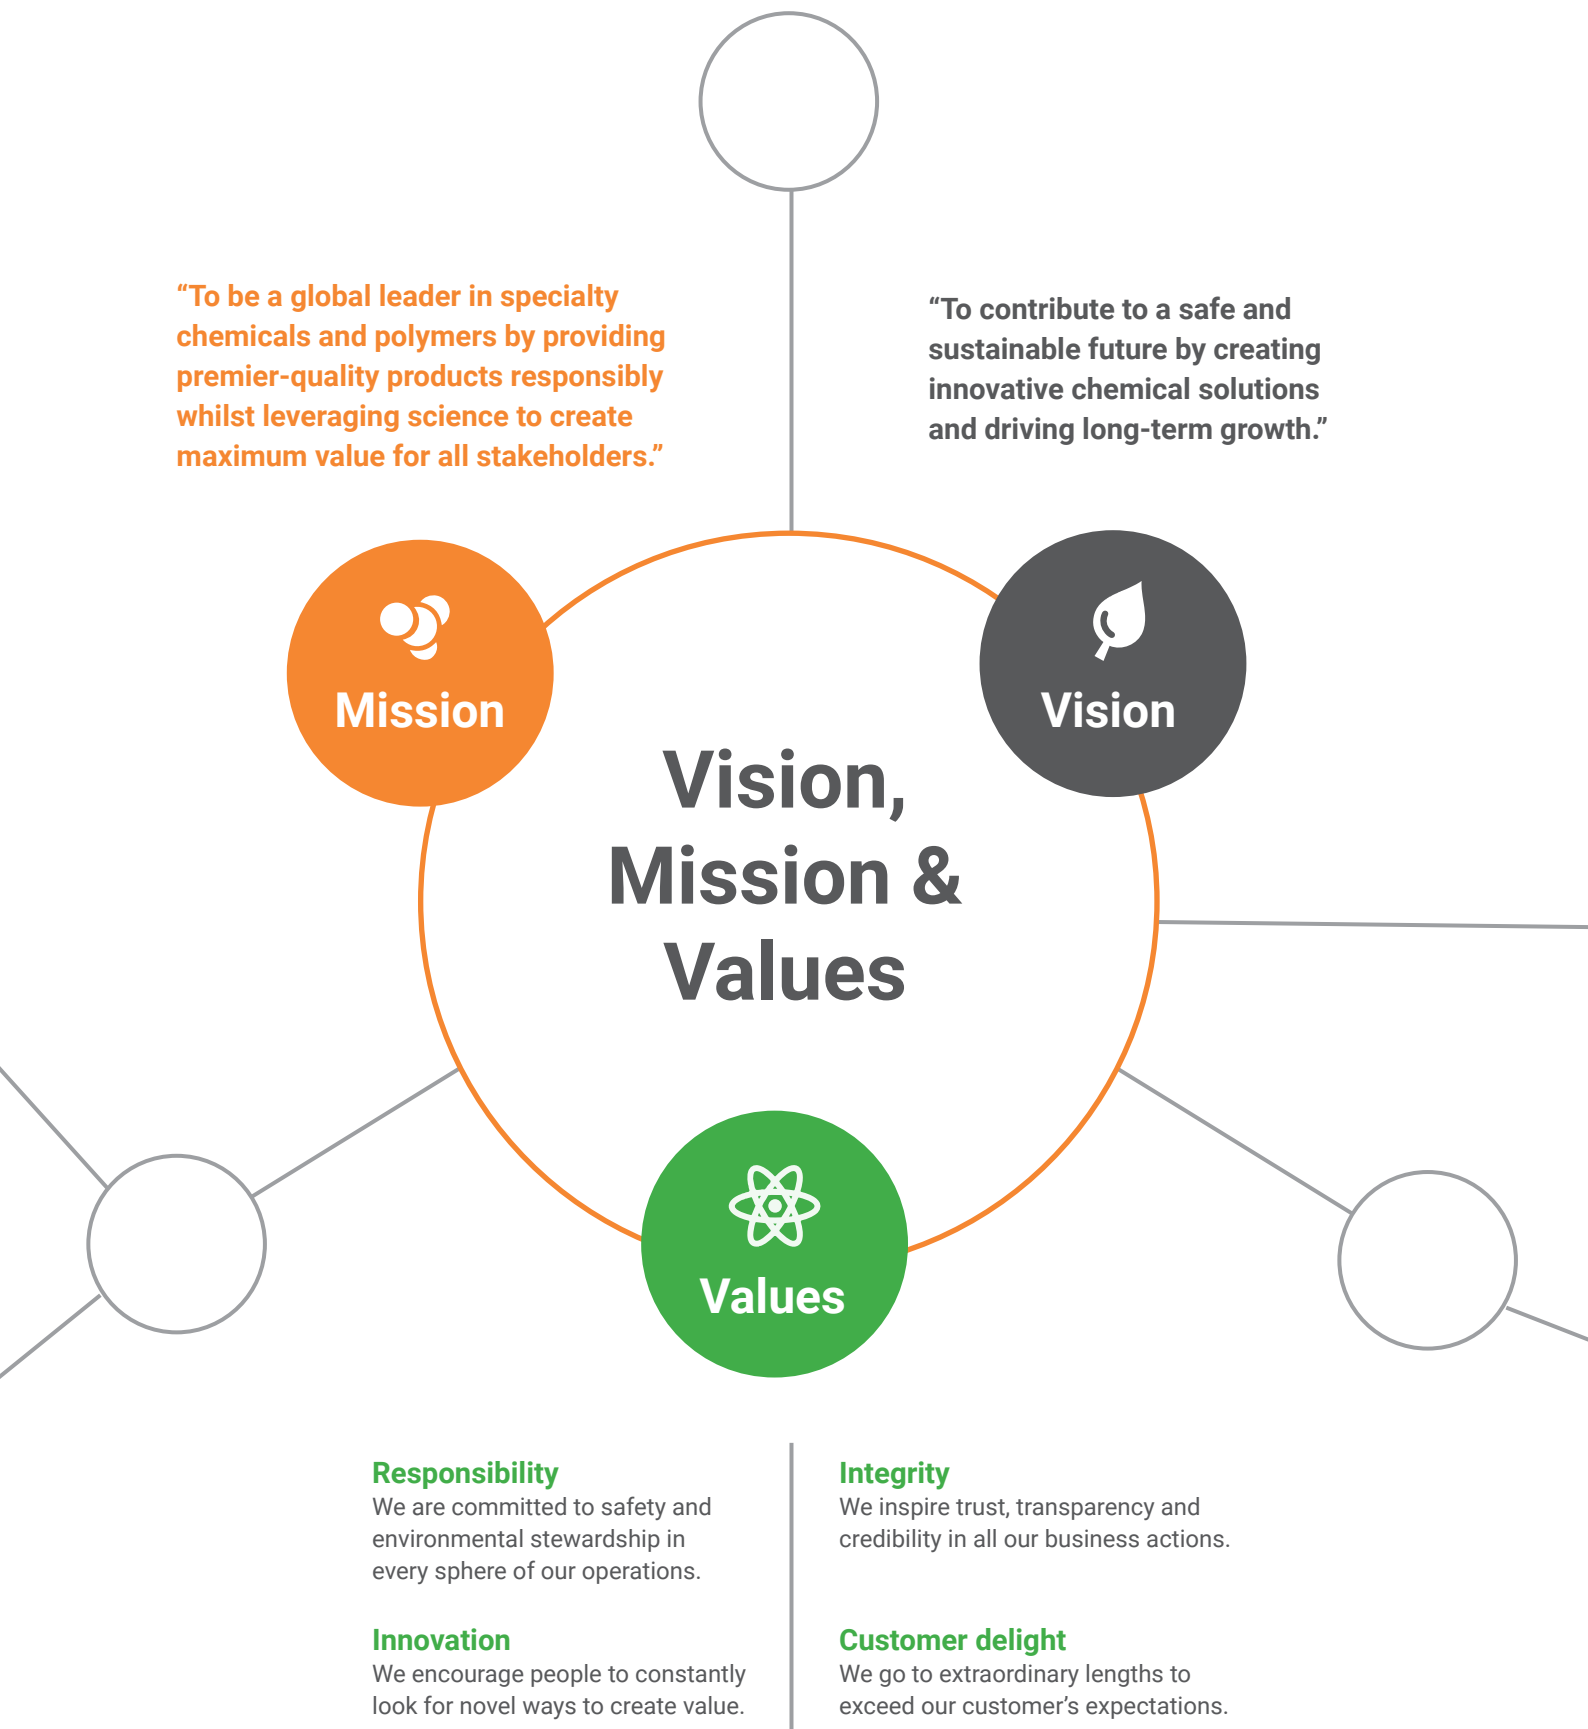 “To be a global leader in specialty
chemicals and polymers by providing
premier-quality products responsibly
whilst leveraging science to create
maximum value for all stakeholders.”
“To contribute to a safe and
sustainable future by creating
innovative chemical solutions
and driving long-term growth.”
Mission
Vision
Vision,
Mission &
Values
Values
Responsibility
We are committed to safety and
environmental stewardship in
every sphere of our operations.
Integrity
We inspire trust, transparency and
credibility in all our business actions.
Innovation
We encourage people to constantly
look for novel ways to create value.
Customer delight
We go to extraordinary lengths to
exceed our customer’s expectations.